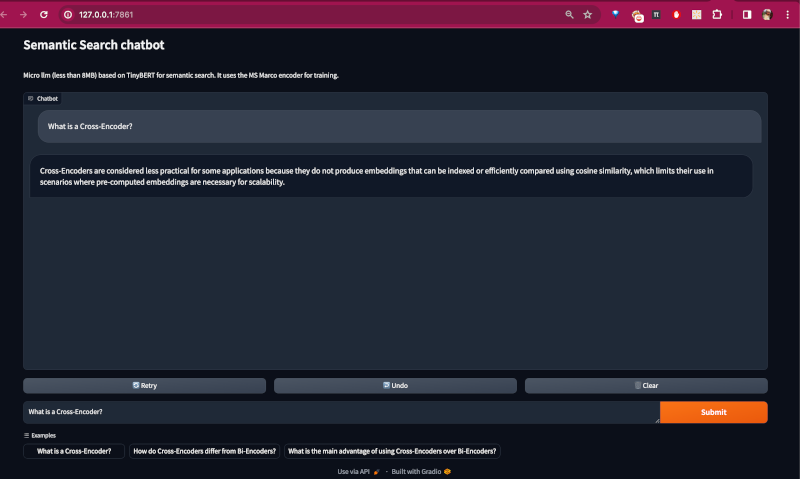 127.0.0.1:7861
Semantic Search chatbot
Micro llm (less than 8MB) based on TinyBERT for semantic search. It uses the MS Marco encoder for training.
Chatbot
What is a Cross-Encoder?
Cross-Encoders are considered less practical for some applications because they do not produce embeddings that can be indexed or efficiently compared using cosine similarity, which limits their use in
scenarios where pre-computed embeddings are necessary for scalability.
Retry
Undo
Clear
What is a Cross-Encoder?
Submit
Examples
What is a Cross-Encoder?
How do Cross-Encoders differ from Bi-Encoders?
What is the main advantage of using Cross-Encoders over Bi-Encoders?
Use via API · Built with Gradio